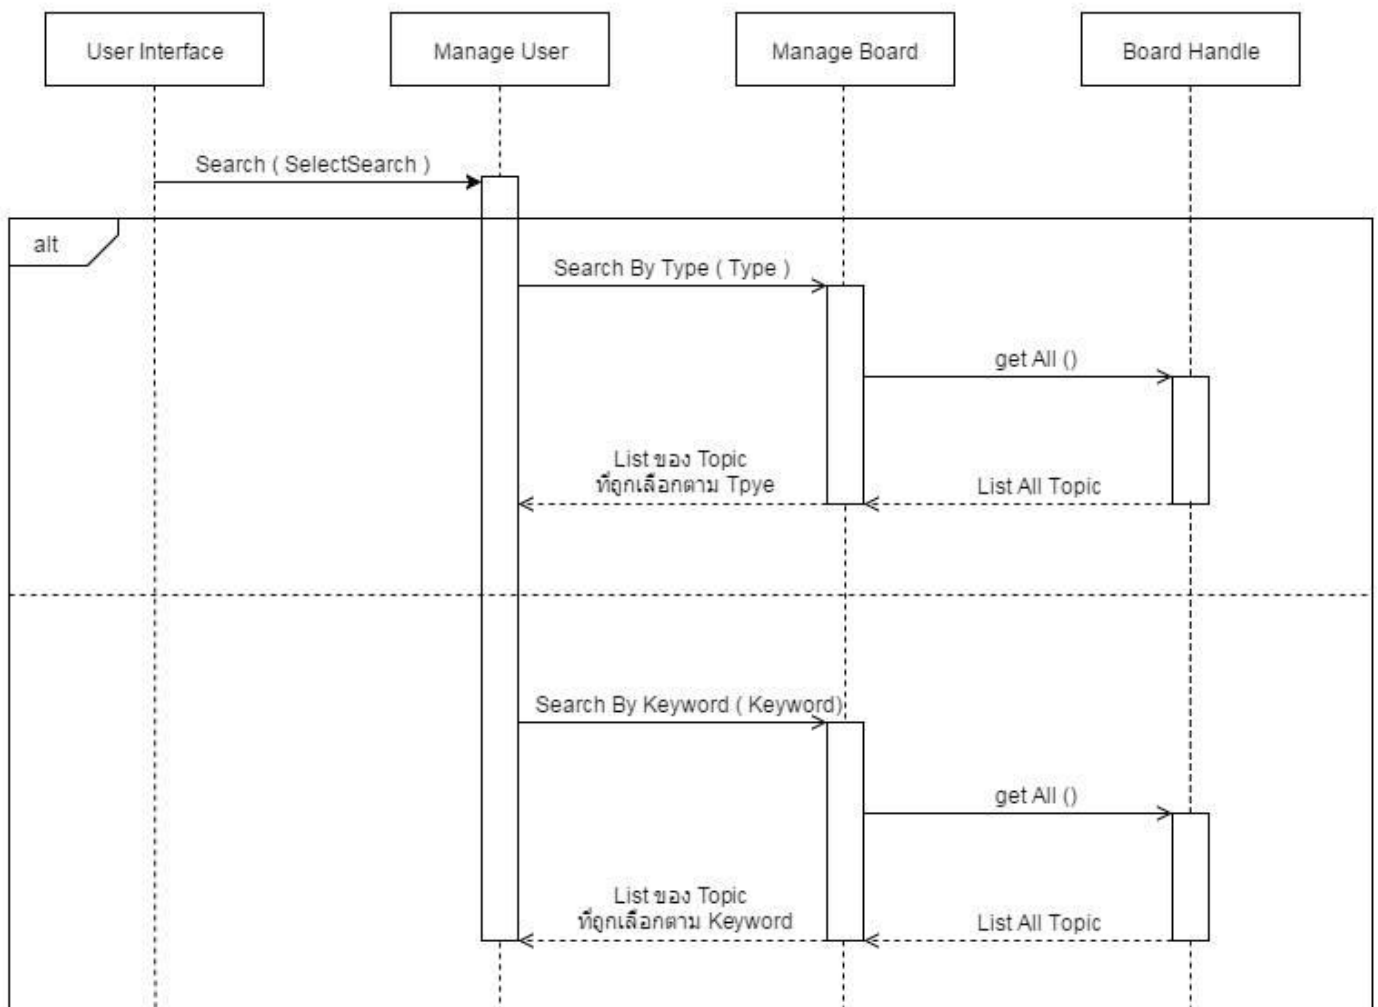 User Interface
Manage User
Manage Board
Board Handle
Search ( SelectSearch )
alt
Search By Type ( Type )
get All ()
List ของ Topic
ที่ถูกเลือกตาม Tpye
List All Topic
Search By Keyword ( Keyword)
get All ()
List ของ Topic
ที่ถูกเลือกตาม Keyword
List All Topic